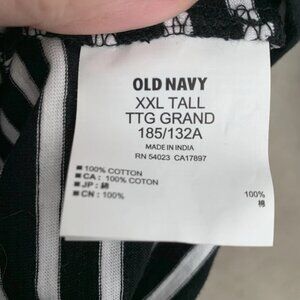 OLD NAVY
XXL TALL
TTG GRAND
185/132A
MADE IN INDIA
RN 54023 CA17897
■ 100% COTTON
■ CA : 100% COTON
■ JP : 綿
■ CN : 100%
100%
棉